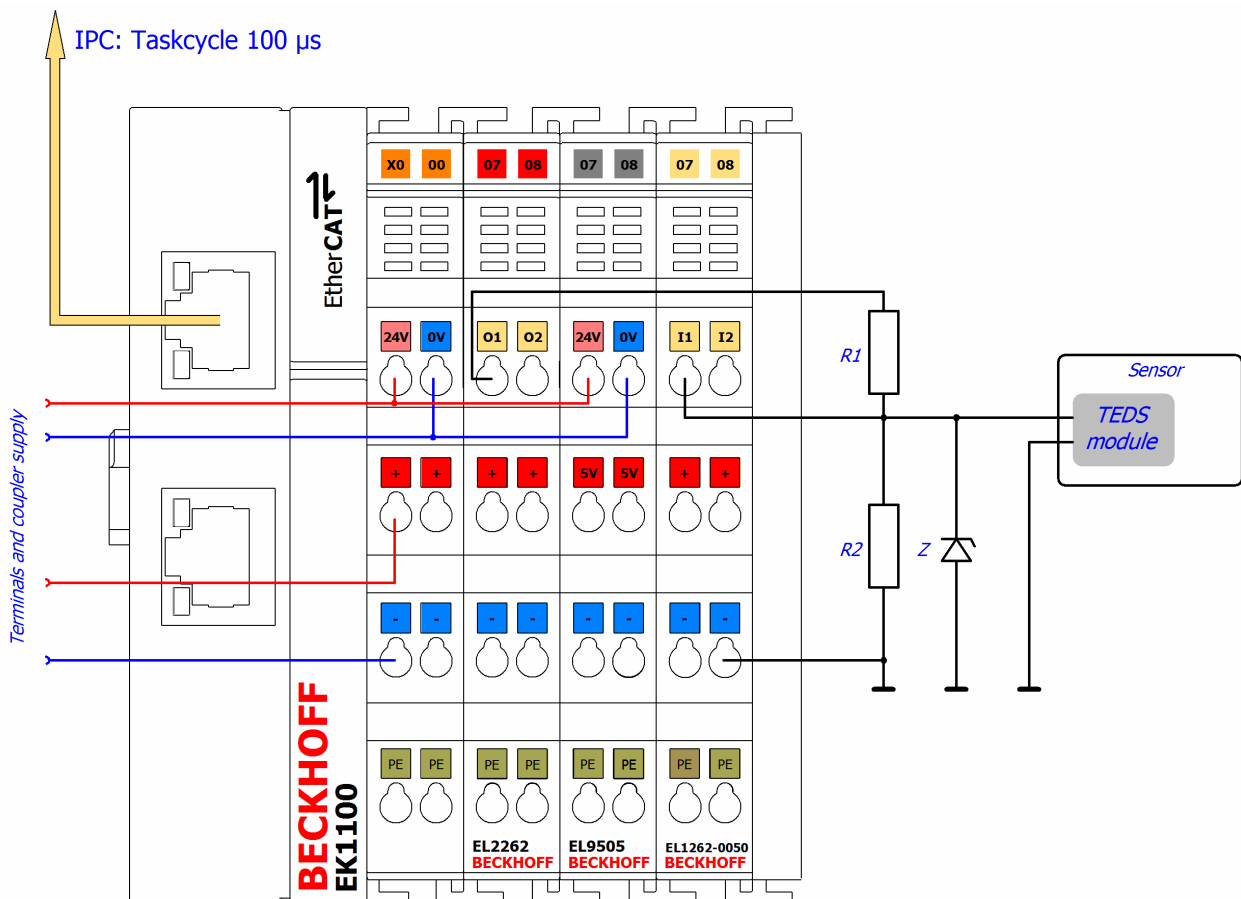 IPC: Taskcycle 100 µs
X0 00 07 08 07 08 07 08
EtherCAT
24V 0V O1 O2 24V 0V I1 I2
R1
Sensor
TEDS
module
Terminals and coupler supply
+ + + + 5V 5V + +
R2
Z
- - - - - - - -
PE PE PE PE PE PE PE PE
BECKHOFF
EK1100
EL2262
BECKHOFF
EL9505
BECKHOFF
EL1262-0050
BECKHOFF